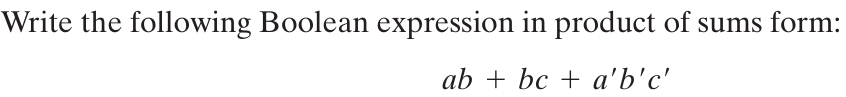 Write the following Boolean expression in product of sums form:
ab + bc + a'b'c'